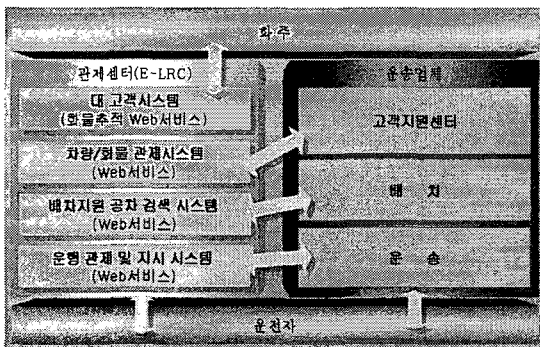 화주
관제센터(E-LRC)
운송업체
대 고객시스템
(화물추적 Web서비스)
고객지원센터
차량/화물 관제시스템
(Web서비스)
배차지원 공차 검색 시스템
(Web서비스)
배 차
운행 관제 및 지시 시스템
(Web서비스)
운 송
운전자